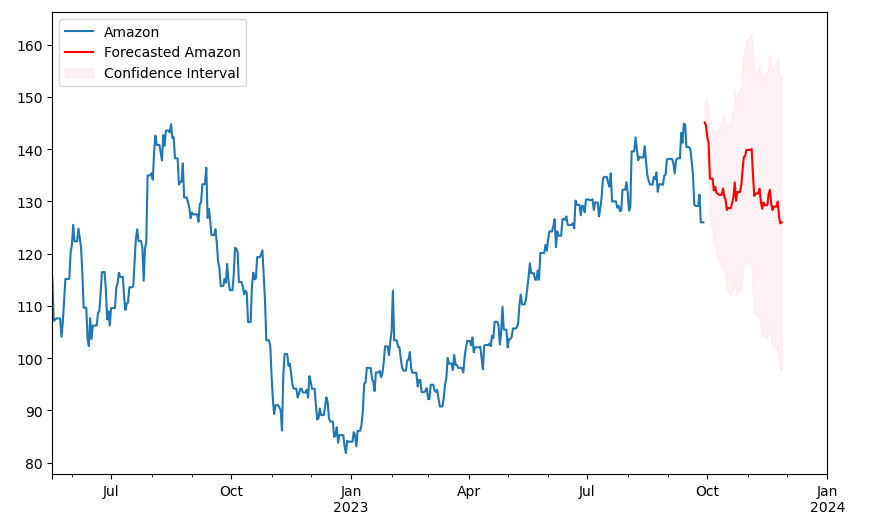 Amazon
Forecasted Amazon
Confidence Interval
160
150
140
130
120
110
100
90
80
Jul
Oct
Jan
2023
Apr
Jul
Oct
Jan
2024